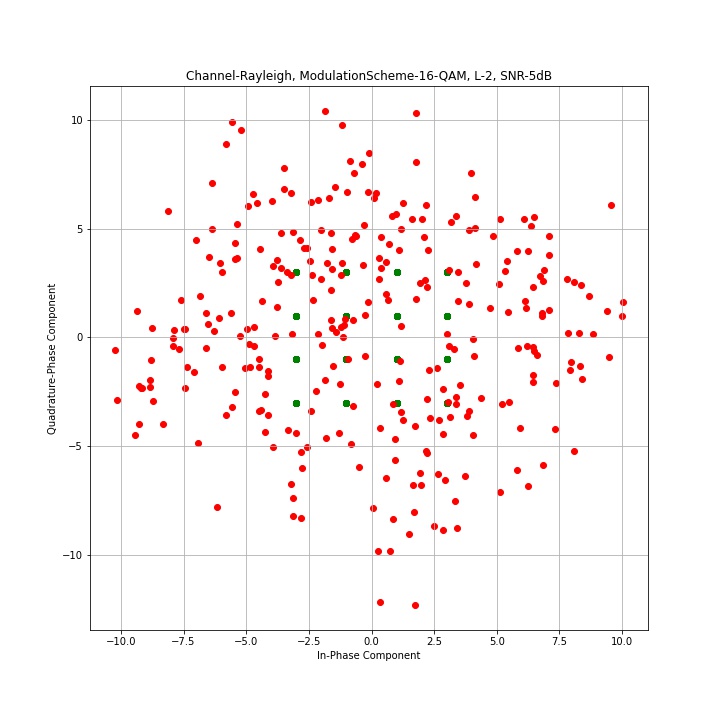 Channel-Rayleigh, ModulationScheme-16-QAM, L-2, SNR-5dB
10
5
0
−5
−10
Quadrature-Phase Component
−10.0 −7.5 −5.0 −2.5 0.0 2.5 5.0 7.5 10.0
In-Phase Component